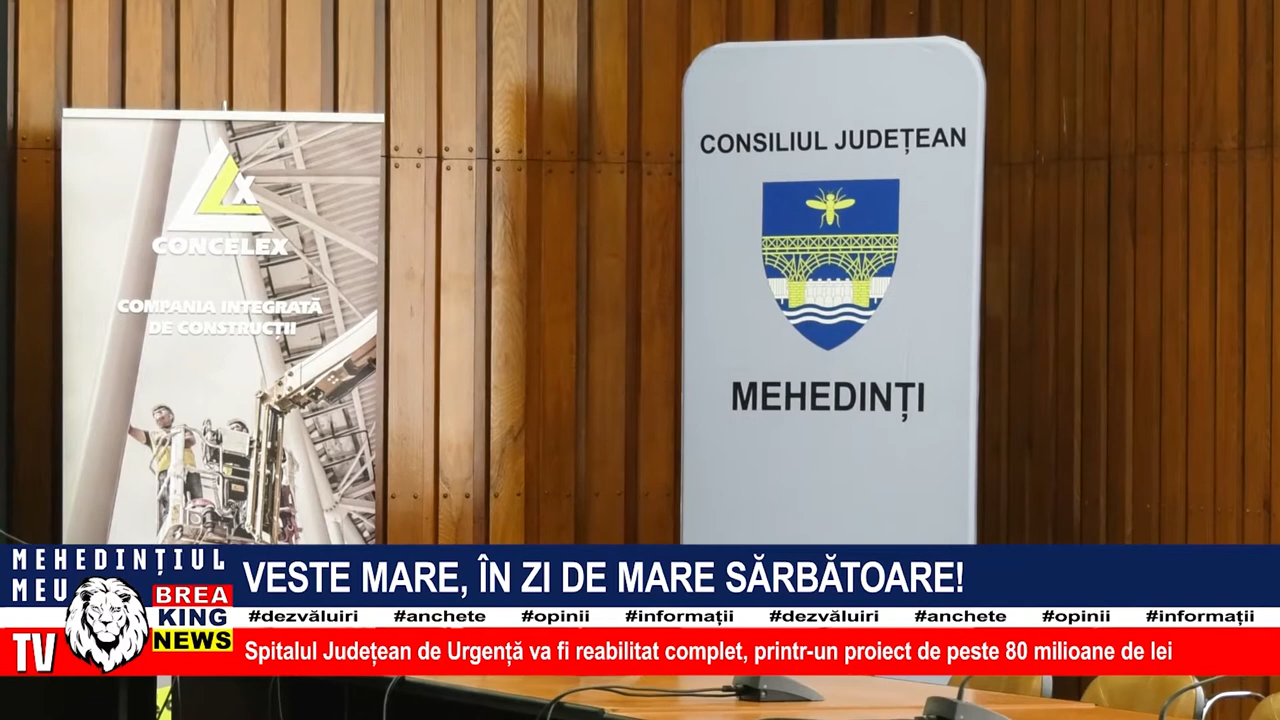 CONCELEX
COMPANIA INTEGRATĂ
DE CONSTRUCȚII
CONSILIUL JUDEȚEAN
MEHEDINȚI
MEHEDINȚIUL
MEU
TV
BREA
KING
NEWS
VESTE MARE, ÎN ZI DE MARE SĂRBĂTOARE!
#dezvăluiri #anchete #opinii #informații #dezvăluiri #anchete #opinii #informații
Spitalul Județean de Urgență va fi reabilitat complet, printr-un proiect de peste 80 milioane de lei